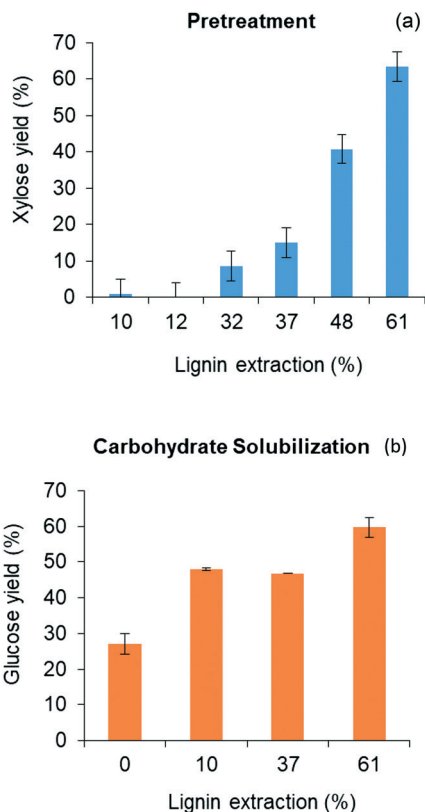 Pretreatment (a)
Xylose yield (%)
70
60
50
40
30
20
10
0
10 12 32 37 48 61
Lignin extraction (%)
Carbohydrate Solubilization (b)
Glucose yield (%)
70
60
50
40
30
20
10
0
0 10 37 61
Lignin extraction (%)